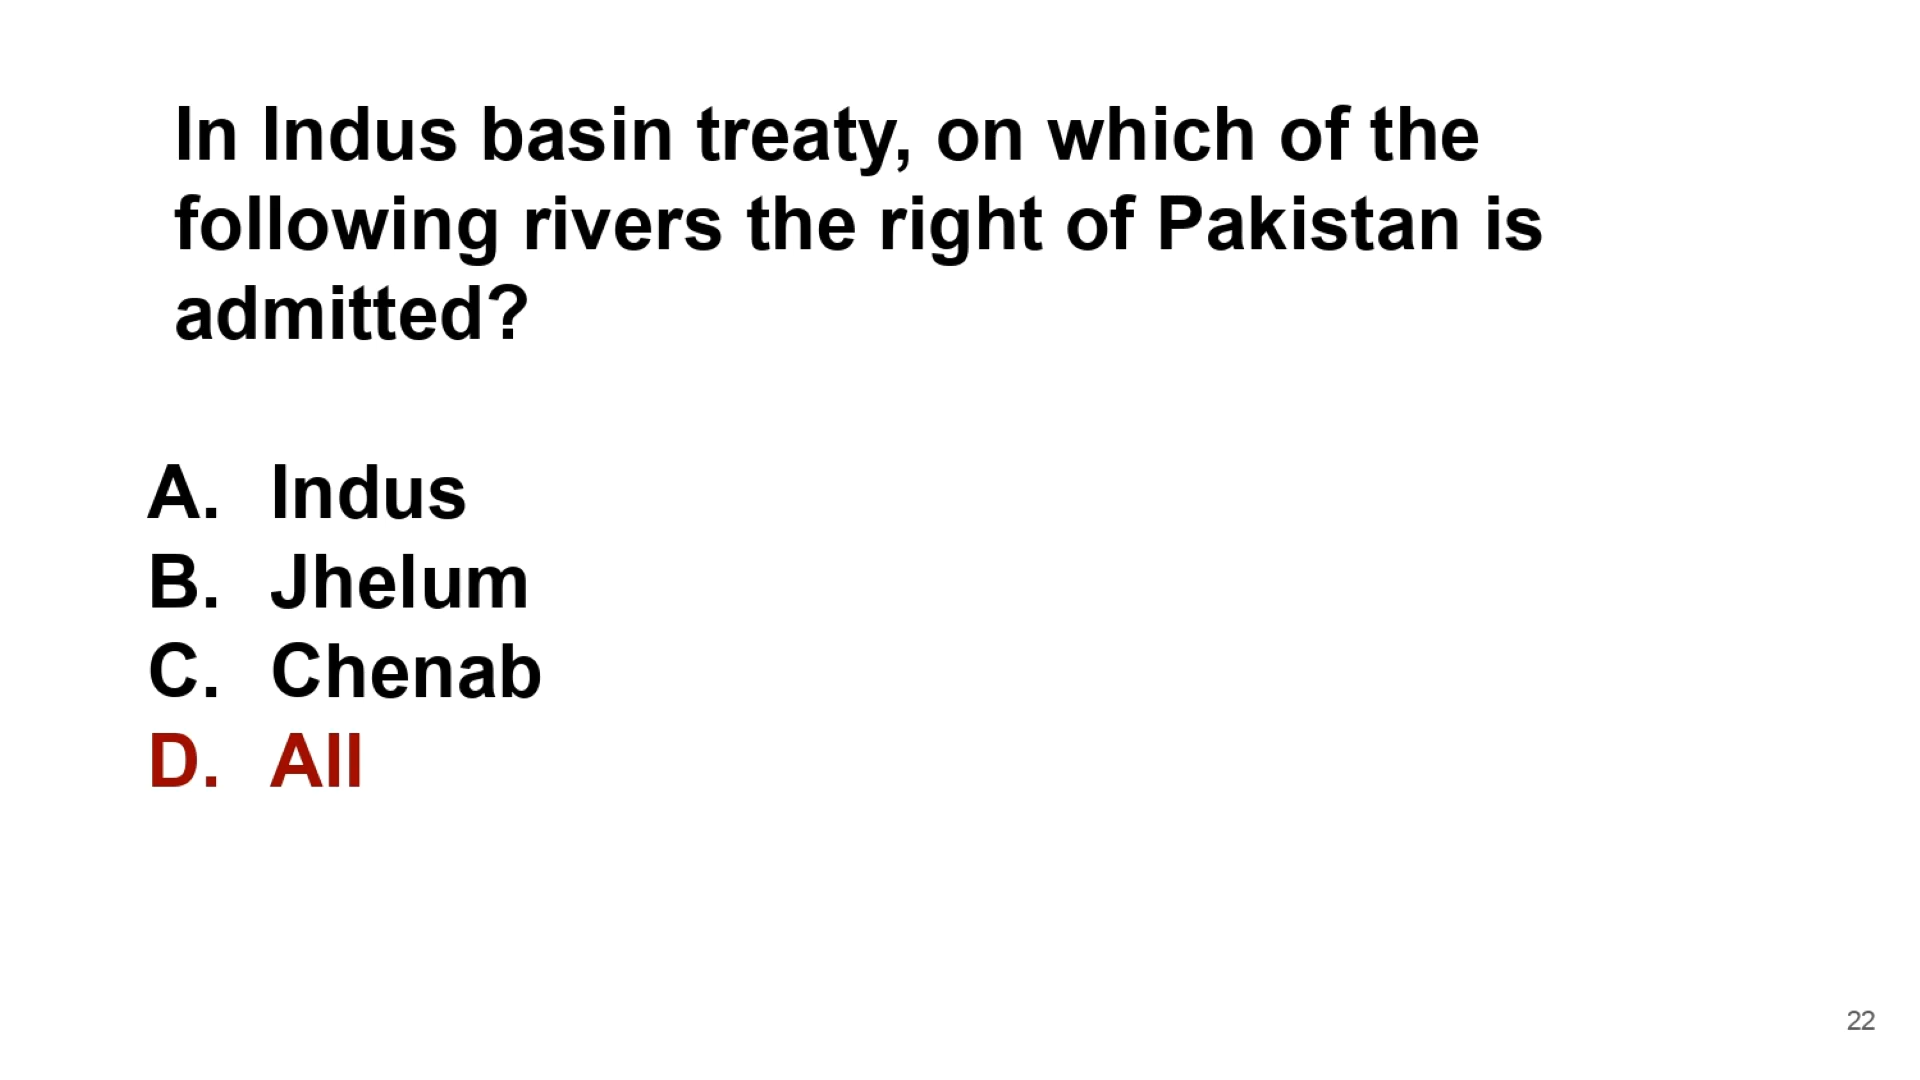 In Indus basin treaty, on which of the
following rivers the right of Pakistan is
admitted?
A. Indus
B. Jhelum
C. Chenab
D. All
22